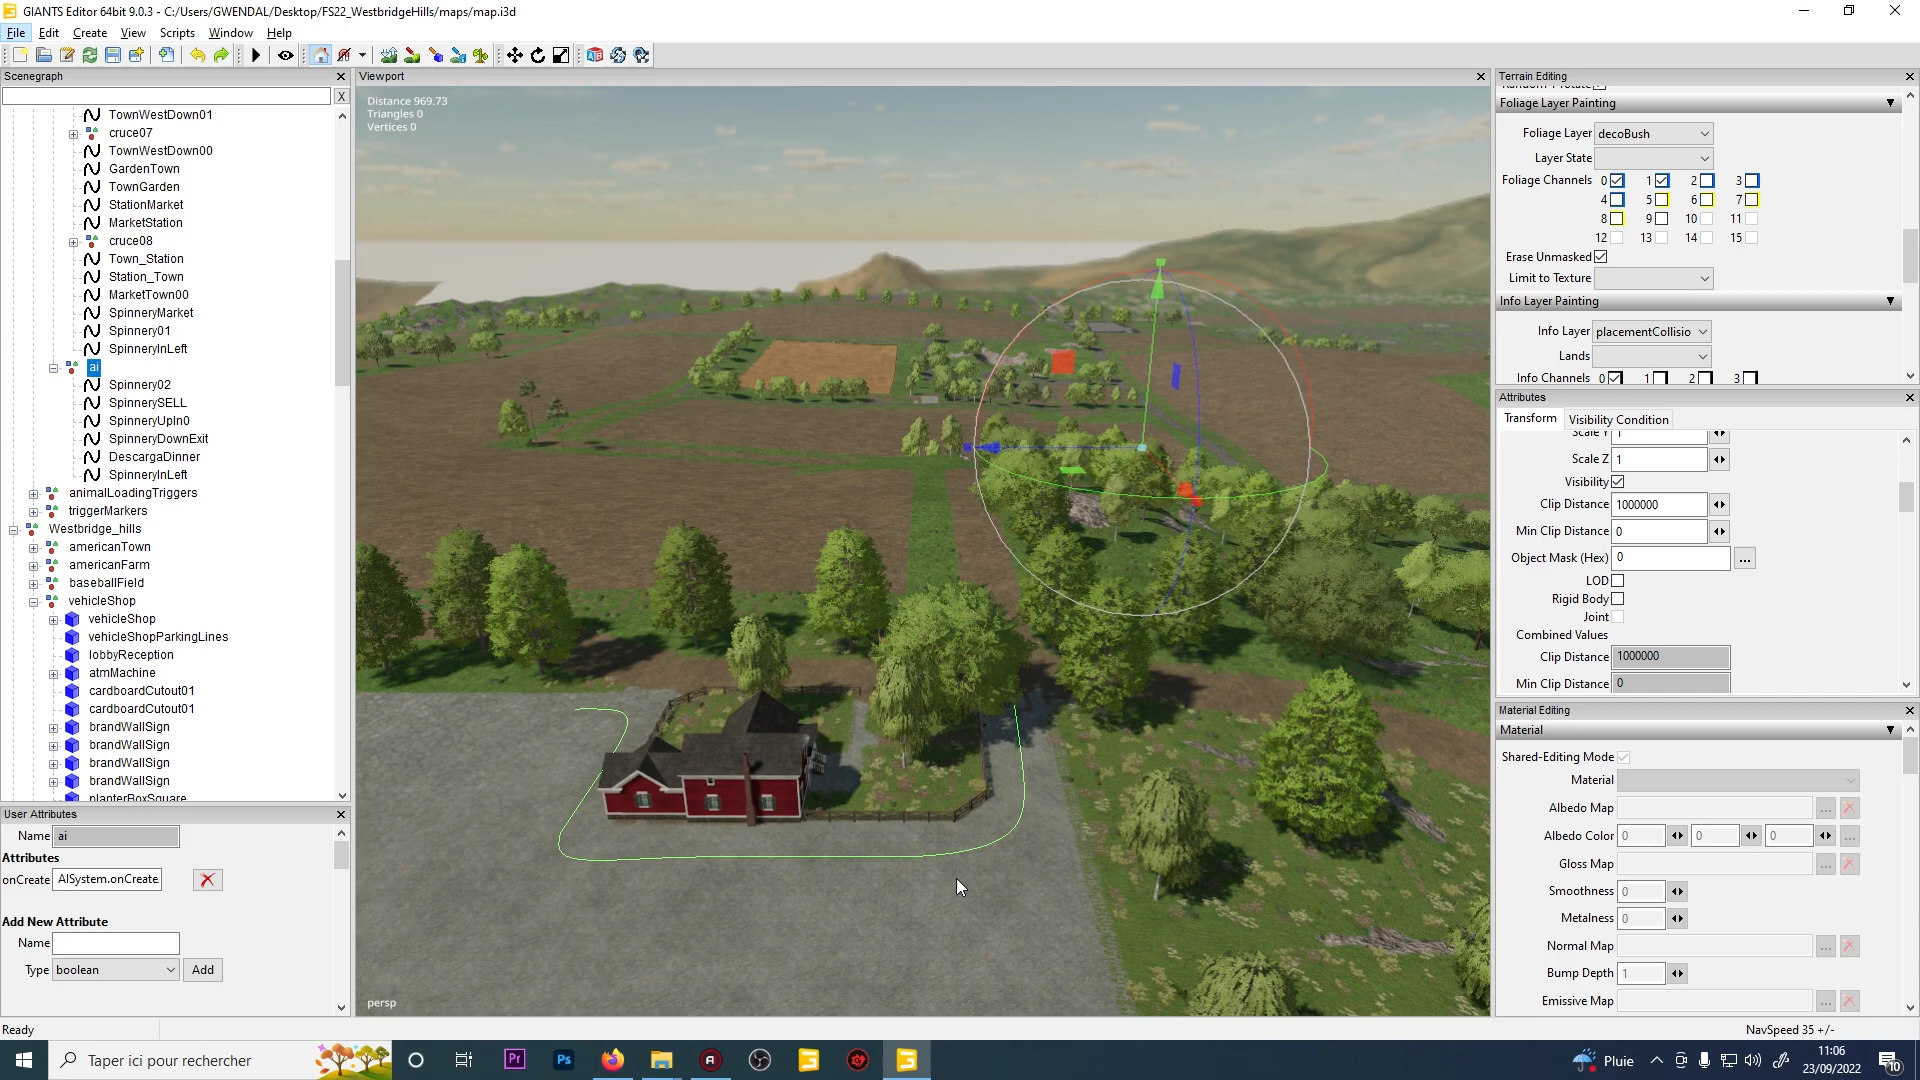 GIANTS Editor 64bit 9.0.3 - C:/Users/GWENDAL/Desktop/FS22_WestbridgeHills/maps/map.i3d
File Edit Create View Scripts Window Help
Scenegraph
X
TownWestDown01
cruce07
TownWestDown00
GardenTown
TownGarden
StationMarket
MarketStation
cruce08
Town_Station
Station_Town
MarketTown00
SpinneryMarket
Spinnery01
SpinneryInLeft
ai
Spinnery02
SpinnerySELL
SpinneryUpIn0
SpinneryDownExit
DescargaDinner
SpinneryInLeft
animalLoadingTriggers
triggerMarkers
Westbridge_hills
americanTown
americanFarm
baseballField
vehicleShop
vehicleShop
vehicleShopParkingLines
lobbyReception
atmMachine
cardboardCutout01
cardboardCutout01
brandWallSign
brandWallSign
brandWallSign
brandWallSign
planterBoxSquare
User Attributes
Name ai
Attributes
onCreate AISystem.onCreate
Add New Attribute
Name
Type boolean Add
Viewport
Distance 969.73
Triangles 0
Vertices 0
persp
Terrain Editing
Foliage Layer Painting
Foliage Layer decoBush
Layer State
Foliage Channels 0 1 2 3
4 5 6 7
8 9 10 11
12 13 14 15
Erase Unmasked
Limit to Texture
Info Layer Painting
Info Layer placementCollisio
Lands
Info Channels 0 1 2 3
Attributes
Transform Visibility Condition
Scale Y 1
Scale Z 1
Visibility
Clip Distance 1000000
Min Clip Distance 0
Object Mask (Hex) 0 ...
LOD
Rigid Body
Joint
Combined Values
Clip Distance 1000000
Min Clip Distance 0
Material Editing
Material
Shared-Editing Mode
Material
Albedo Map ...
Albedo Color 0 0 0 ...
Gloss Map ...
Smoothness 0
Metalness 0
Normal Map ...
Bump Depth 1
Emissive Map ...
Ready
NavSpeed 35 +/-
Taper ici pour rechercher
Pr
Ps
Pluie
11:06
23/09/2022
10